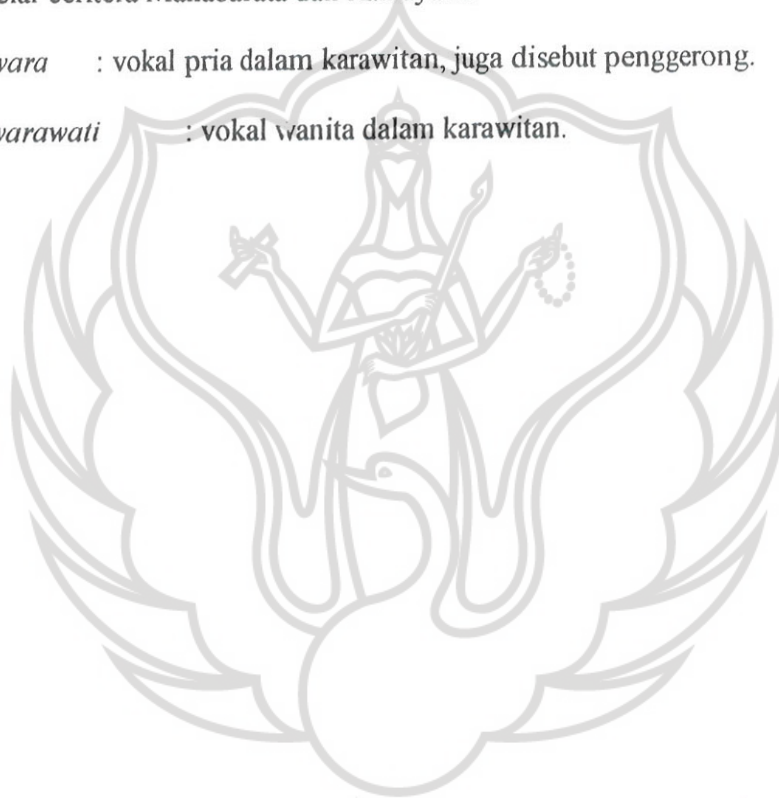 vara : vokal pria dalam karawitan, juga disebut penggerong.
varawati : vokal wanita dalam karawitan.